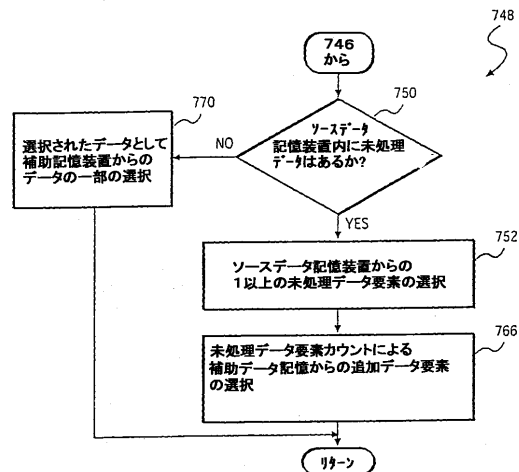 748
746
から
750
ソースデータ
記憶装置内に未処理
データはあるか?
NO
770
選択されたデータとして
補助記憶装置からの
データの一部の選択
YES
752
ソースデータ記憶装置からの
1以上の未処理データ要素の選択
766
未処理データ要素カウントによる
補助データ記憶からの追加データ要素
の選択
リターン